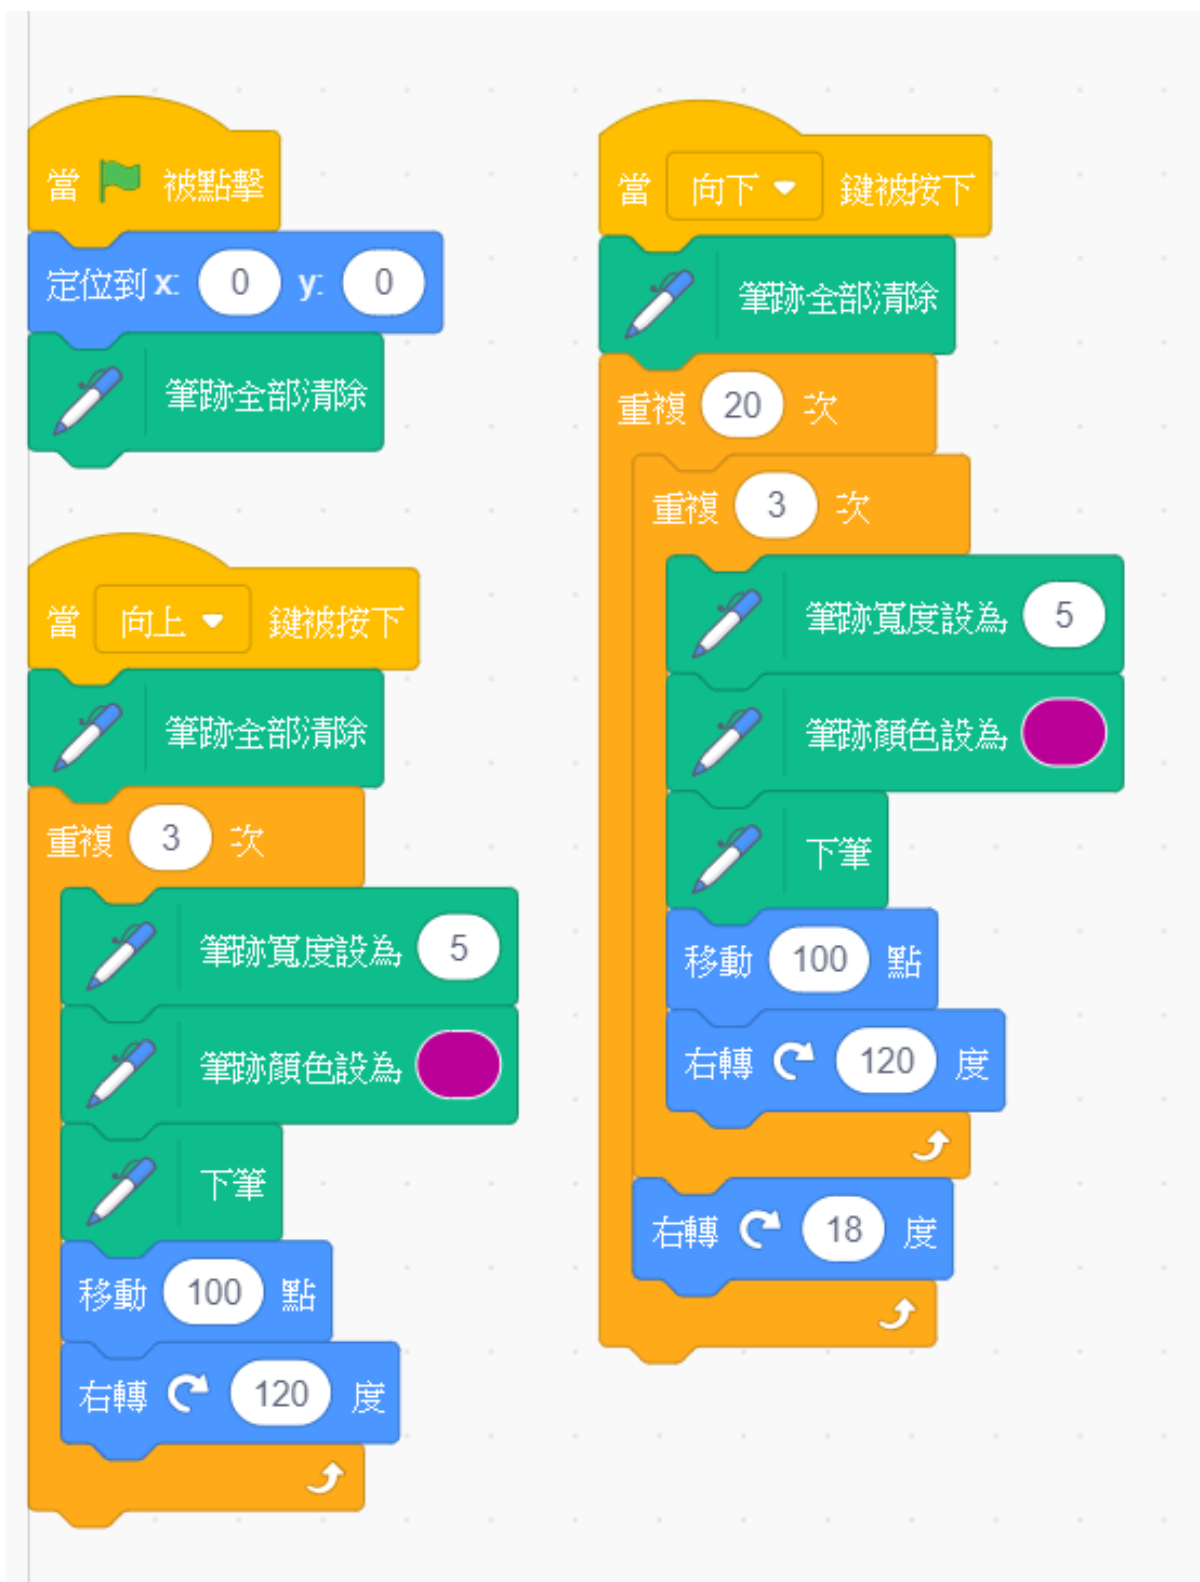 當 被點擊
定位到 x: 0 y: 0
筆跡全部清除
當 向上 鍵被按下
筆跡全部清除
重複 3 次
筆跡寬度設為 5
筆跡顏色設為
下筆
移動 100 點
右轉 120 度
當 向下 鍵被按下
筆跡全部清除
重複 20 次
重複 3 次
筆跡寬度設為 5
筆跡顏色設為
下筆
移動 100 點
右轉 120 度
右轉 18 度